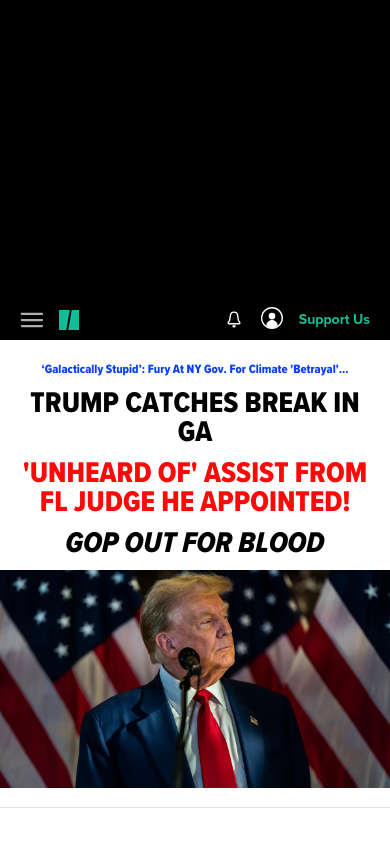 Support Us
‘Galactically Stupid’: Fury At NY Gov. For Climate 'Betrayal'...
TRUMP CATCHES BREAK IN
GA
'UNHEARD OF' ASSIST FROM
FL JUDGE HE APPOINTED!
GOP OUT FOR BLOOD